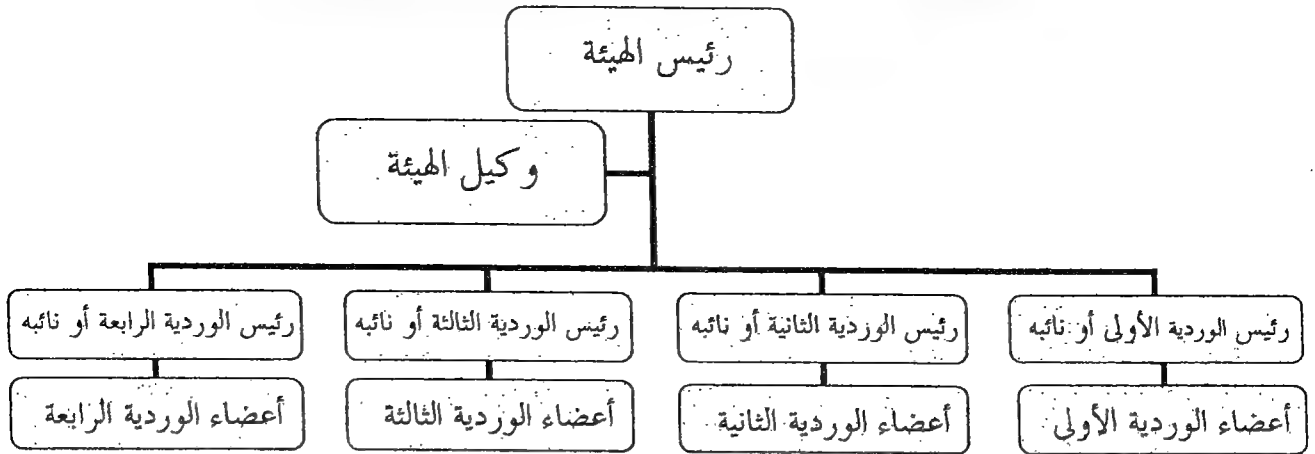 رئيس الهيئة
وكيل الهيئة
رئيس الوردية الأولى أو نائبه
رئيس الوردية الثانية أو نائبه
رئيس الوردية الثالثة أو نائبه
رئيس الوردية الرابعة أو نائبه
أعضاء الوردية الأولى
أعضاء الوردية الثانية
أعضاء الوردية الثالثة
أعضاء الوردية الرابعة